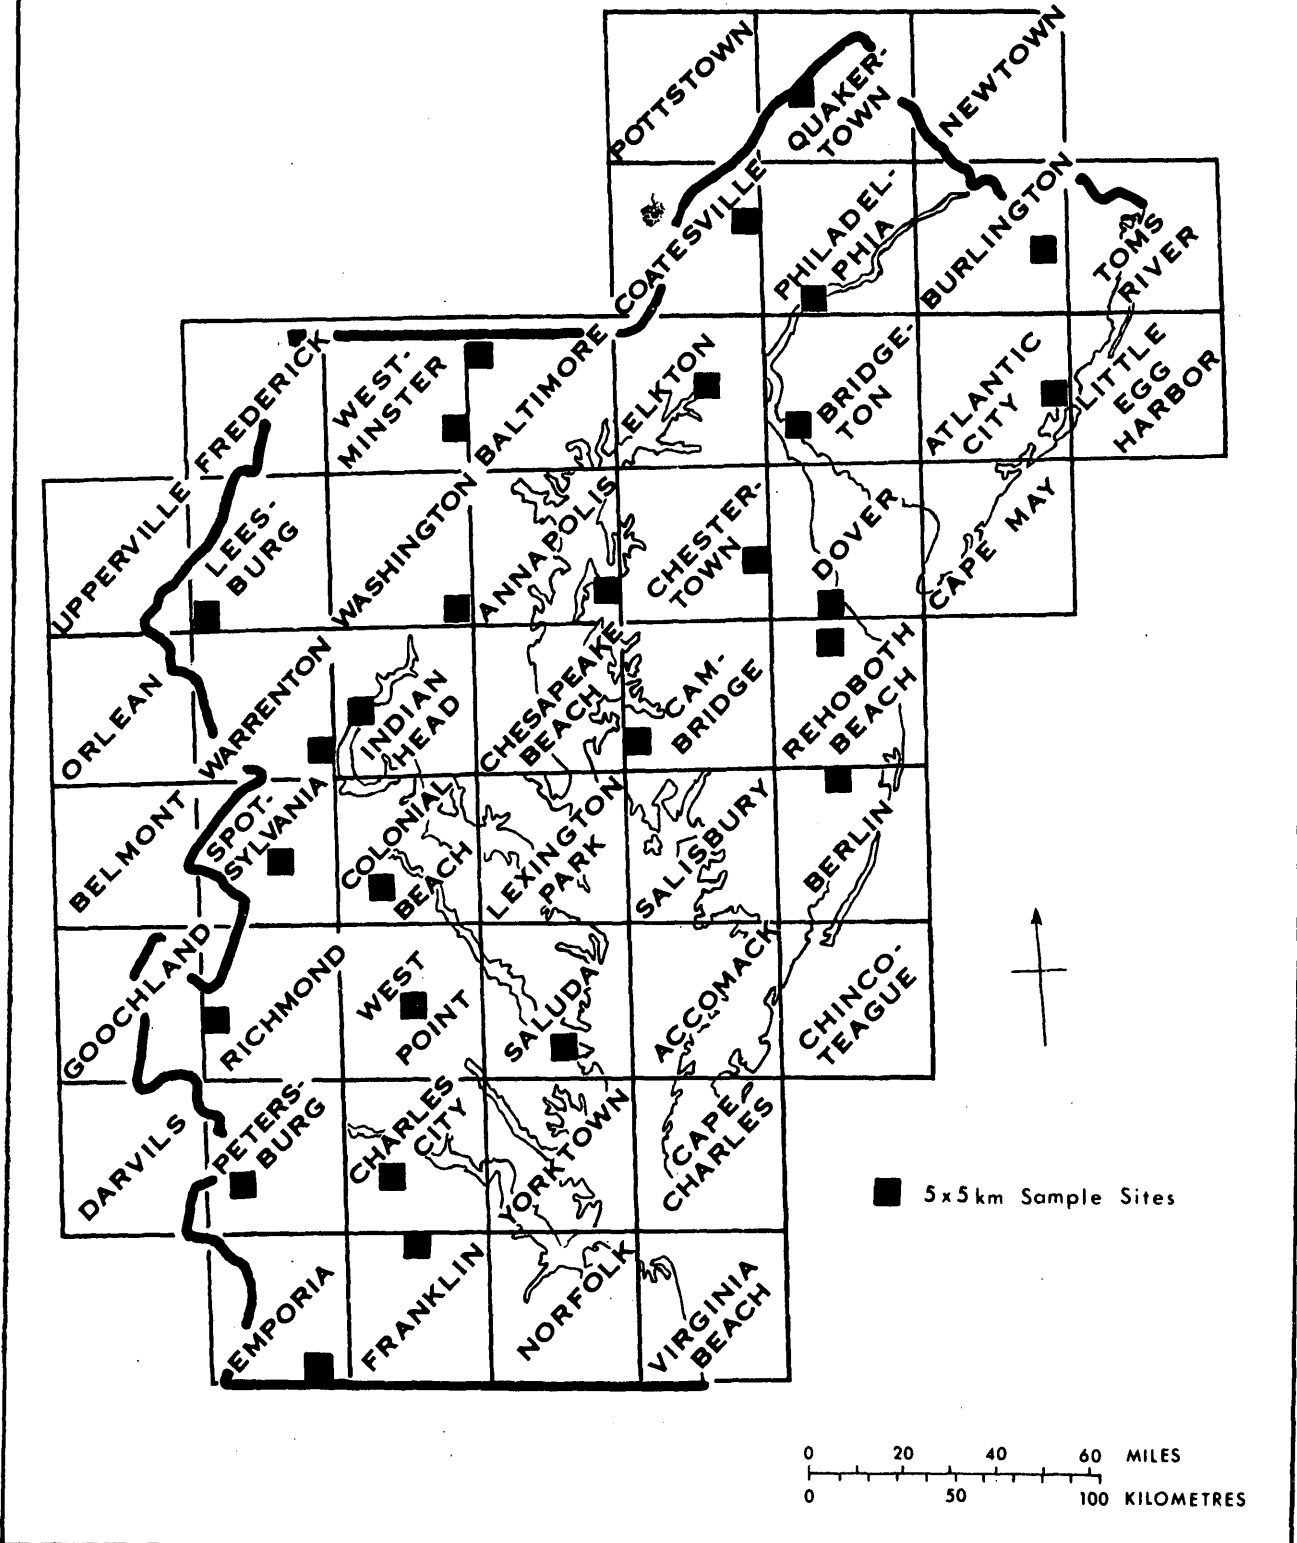 POTTSTOWN
QUAKER-
TOWN
NEWTOWN
COATESVILLE
PHILADEL-
PHIA
BURLINGTON
TOMS
RIVER
FREDERICK
WEST-
MINSTER
BALTIMORE
ELKTON
BRIDGE-
TON
ATLANTIC
CITY
LITTLE
EGG
HARBOR
UPPERVILLE
LEES-
BURG
WASHINGTON
ANNAPOLIS
CHESTER-
TOWN
DOVER
CAPE MAY
ORLEAN
WARRENTON
INDIAN
HEAD
CHESAPEAKE
BEACH
CAM-
BRIDGE
REHOBOTH
BEACH
BELMONT
SPOT-
SYLVANIA
COLONIAL
BEACH
LEXINGTON
PARK
SALISBURY
BERLIN
GOOCHLAND
RICHMOND
WEST
POINT
SALUDA
ACCOMACK
CHINCO-
TEAGUE
DARVILS
PETERS-
BURG
CHARLES
CITY
YORKTOWN
CAPE
CHARLES
5x5km Sample Sites
EMPORIA
FRANKLIN
NORFOLK
VIRGINIA
BEACH
0 20 40 60 MILES
0 50 100 KILOMETRES